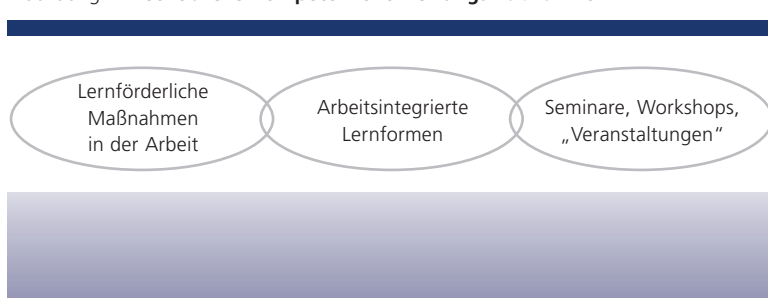 Lernförderliche
Maßnahmen
in der Arbeit
Arbeitsintegrierte
Lernformen
Seminare, Workshops,
„Veranstaltungen“